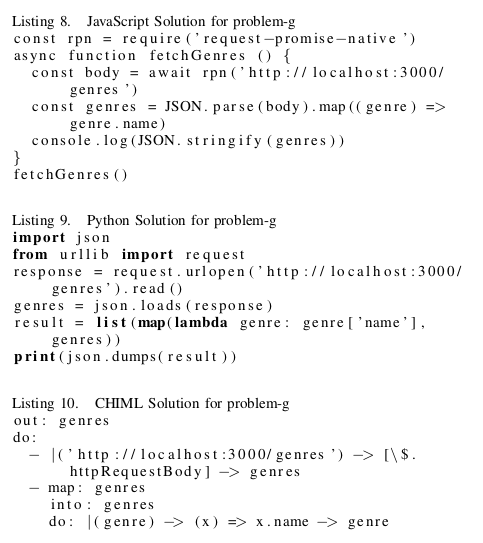 Listing 8. JavaScript Solution for problem-g
const rpn = require('request-promise-native')
async function fetchGenres () {
const body = await rpn('http://localhost:3000/
genres')
const genres = JSON.parse(body).map((genre) =>
genre.name)
console.log(JSON.stringify(genres))
}
fetchGenres()
Listing 9. Python Solution for problem-g
import json
from urllib import request
response = request.urlopen('http://localhost:3000/
genres').read()
genres = json.loads(response)
result = list(map(lambda genre: genre['name'],
genres))
print(json.dumps(result))
Listing 10. CHIML Solution for problem-g
out: genres
do:
- |('http://localhost:3000/genres') -> [\$.
httpRequestBody] -> genres
- map: genres
into: genres
do: |(genre) -> (x) => x.name -> genre